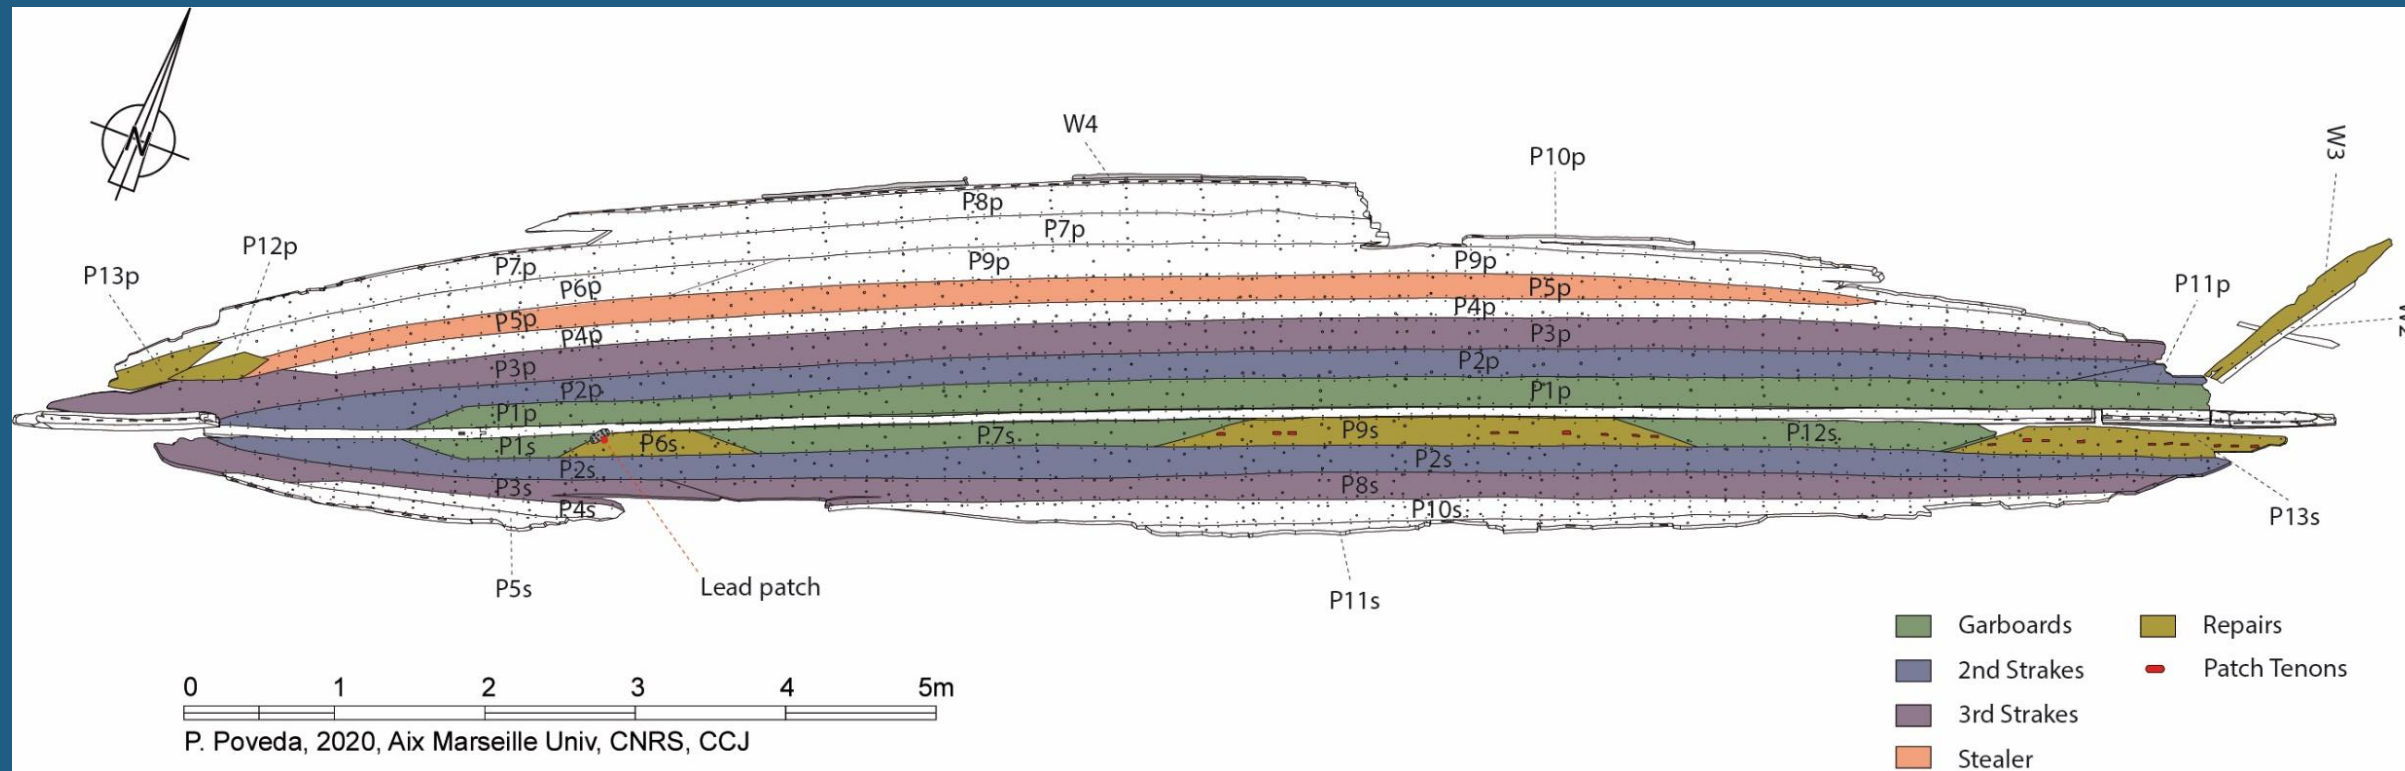 N
W4
P10p
W3
P8p
P7p
P12p
P13p
P7p
P9p
P9p
P11p
P6p
P5p
P5p
P4p
P4p
P3p
P3p
P2p
P2p
P1p
P1p
P1s
P6s
P7s
P9s
P12s
P2s
P2s
P3s
P8s
P4s
P10s
P13s
P5s
Lead patch
P11s
0 1 2 3 4 5m
P. Poveda, 2020, Aix Marseille Univ, CNRS, CCJ
Garboards
2nd Strakes
3rd Strakes
Stealer
Repairs
Patch Tenons